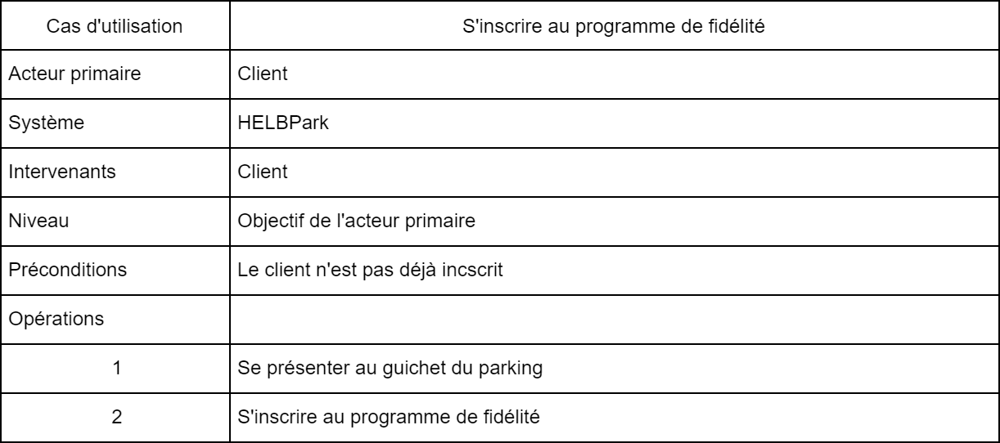 Cas d'utilisation S'inscrire au programme de fidélité
Acteur primaire Client
Système HELBPark
Intervenants Client
Niveau Objectif de l'acteur primaire
Préconditions Le client n'est pas déjà incscrit
Opérations
1 Se présenter au guichet du parking
2 S'inscrire au programme de fidélité